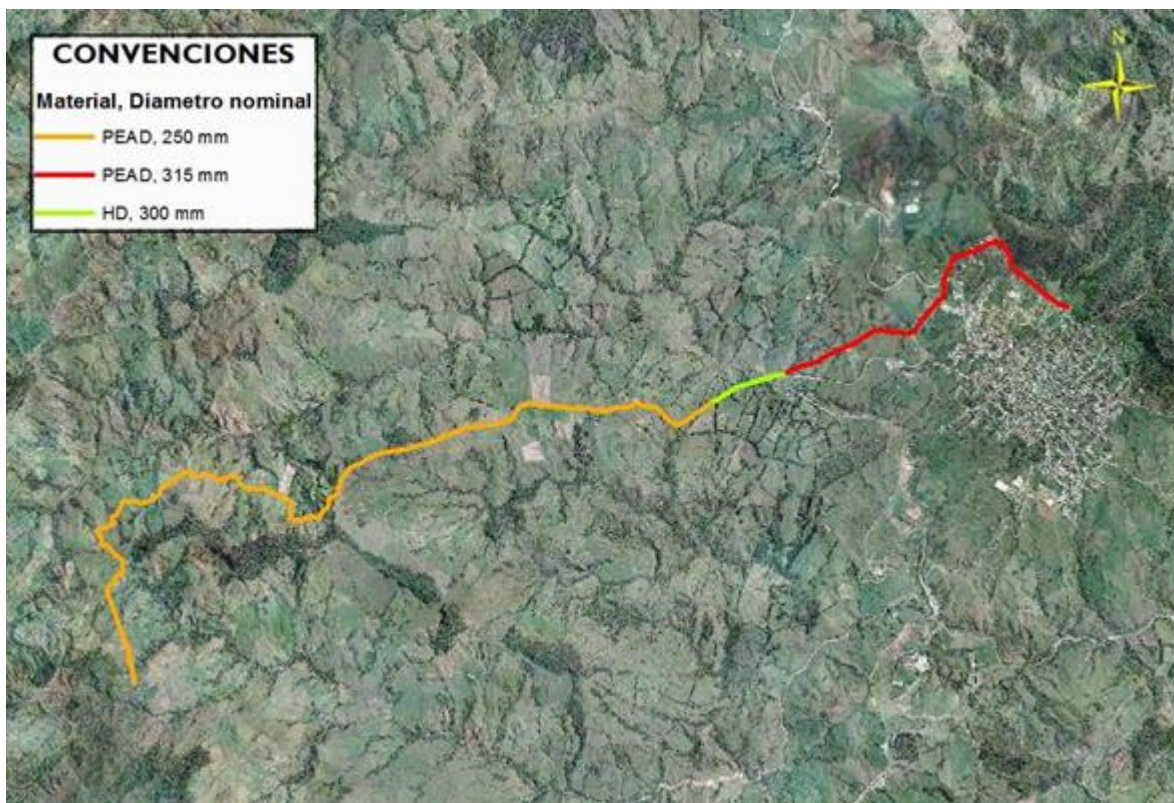 CONVENCIONES
Material, Diametro nominal
PEAD, 250 mm
PEAD, 315 mm
HD, 300 mm
N